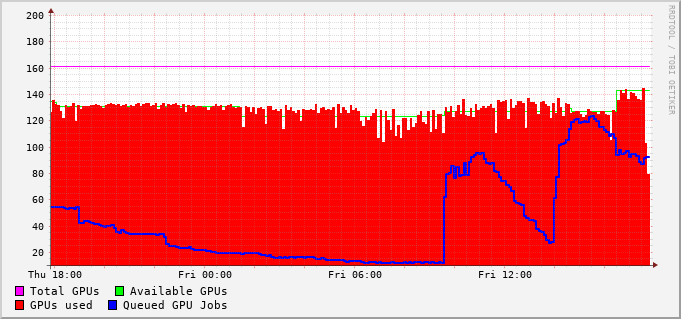 200
180
160
140
120
100
80
60
40
20
Thu 18:00 Fri 00:00 Fri 06:00 Fri 12:00
Total GPUs Available GPUs
GPUs used Queued GPU Jobs
RRDTOOL / TOBI OETIKER